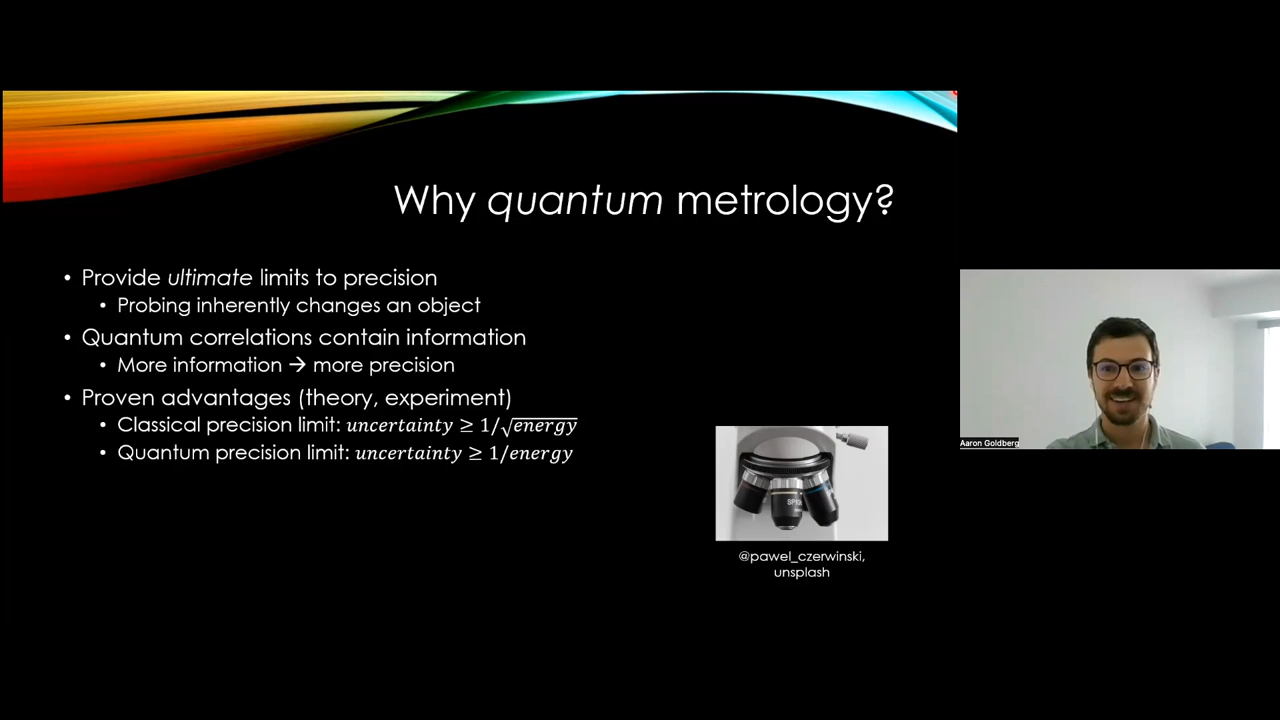 Why quantum metrology?
• Provide ultimate limits to precision
• Probing inherently changes an object
• Quantum correlations contain information
• More information → more precision
• Proven advantages (theory, experiment)
• Classical precision limit: uncertainty ≥ 1/√energy
• Quantum precision limit: uncertainty ≥ 1/energy
@pawel_czerwinski,
unsplash
Aaron Goldberg